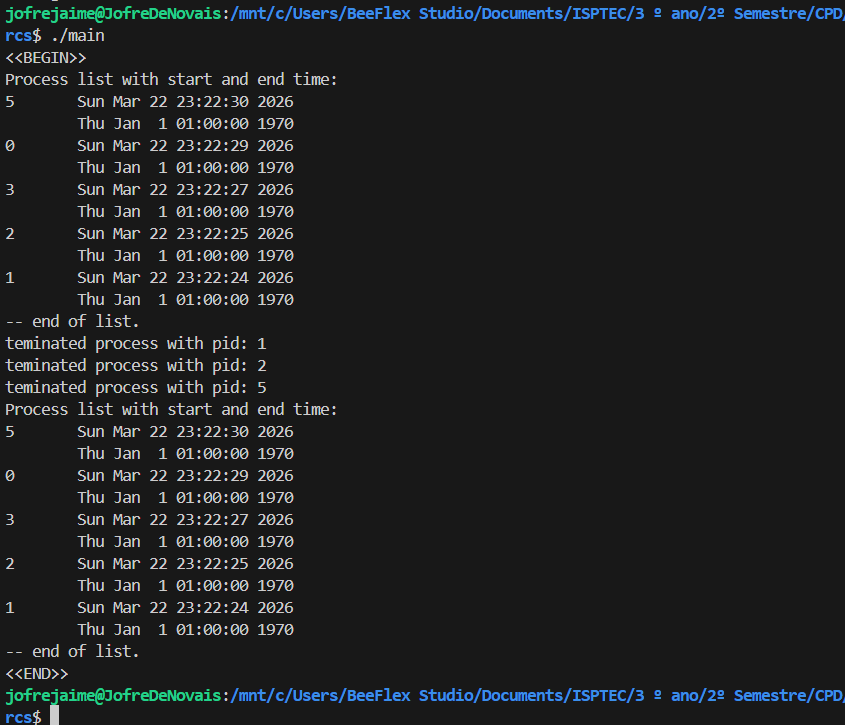 jofrejaime@JofreDeNovais:/mnt/c/Users/BeeFlex Studio/Documents/ISPTEC/3 º ano/2º Semestre/CPD/
rcs$ ./main
<<BEGIN>>
Process list with start and end time:
5       Sun Mar 22 23:22:30 2026
        Thu Jan  1 01:00:00 1970
0       Sun Mar 22 23:22:29 2026
        Thu Jan  1 01:00:00 1970
3       Sun Mar 22 23:22:27 2026
        Thu Jan  1 01:00:00 1970
2       Sun Mar 22 23:22:25 2026
        Thu Jan  1 01:00:00 1970
1       Sun Mar 22 23:22:24 2026
        Thu Jan  1 01:00:00 1970
-- end of list.
teminated process with pid: 1
teminated process with pid: 2
teminated process with pid: 5
Process list with start and end time:
5       Sun Mar 22 23:22:30 2026
        Thu Jan  1 01:00:00 1970
0       Sun Mar 22 23:22:29 2026
        Thu Jan  1 01:00:00 1970
3       Sun Mar 22 23:22:27 2026
        Thu Jan  1 01:00:00 1970
2       Sun Mar 22 23:22:25 2026
        Thu Jan  1 01:00:00 1970
1       Sun Mar 22 23:22:24 2026
        Thu Jan  1 01:00:00 1970
-- end of list.
<<END>>
jofrejaime@JofreDeNovais:/mnt/c/Users/BeeFlex Studio/Documents/ISPTEC/3 º ano/2º Semestre/CPD/
rcs$